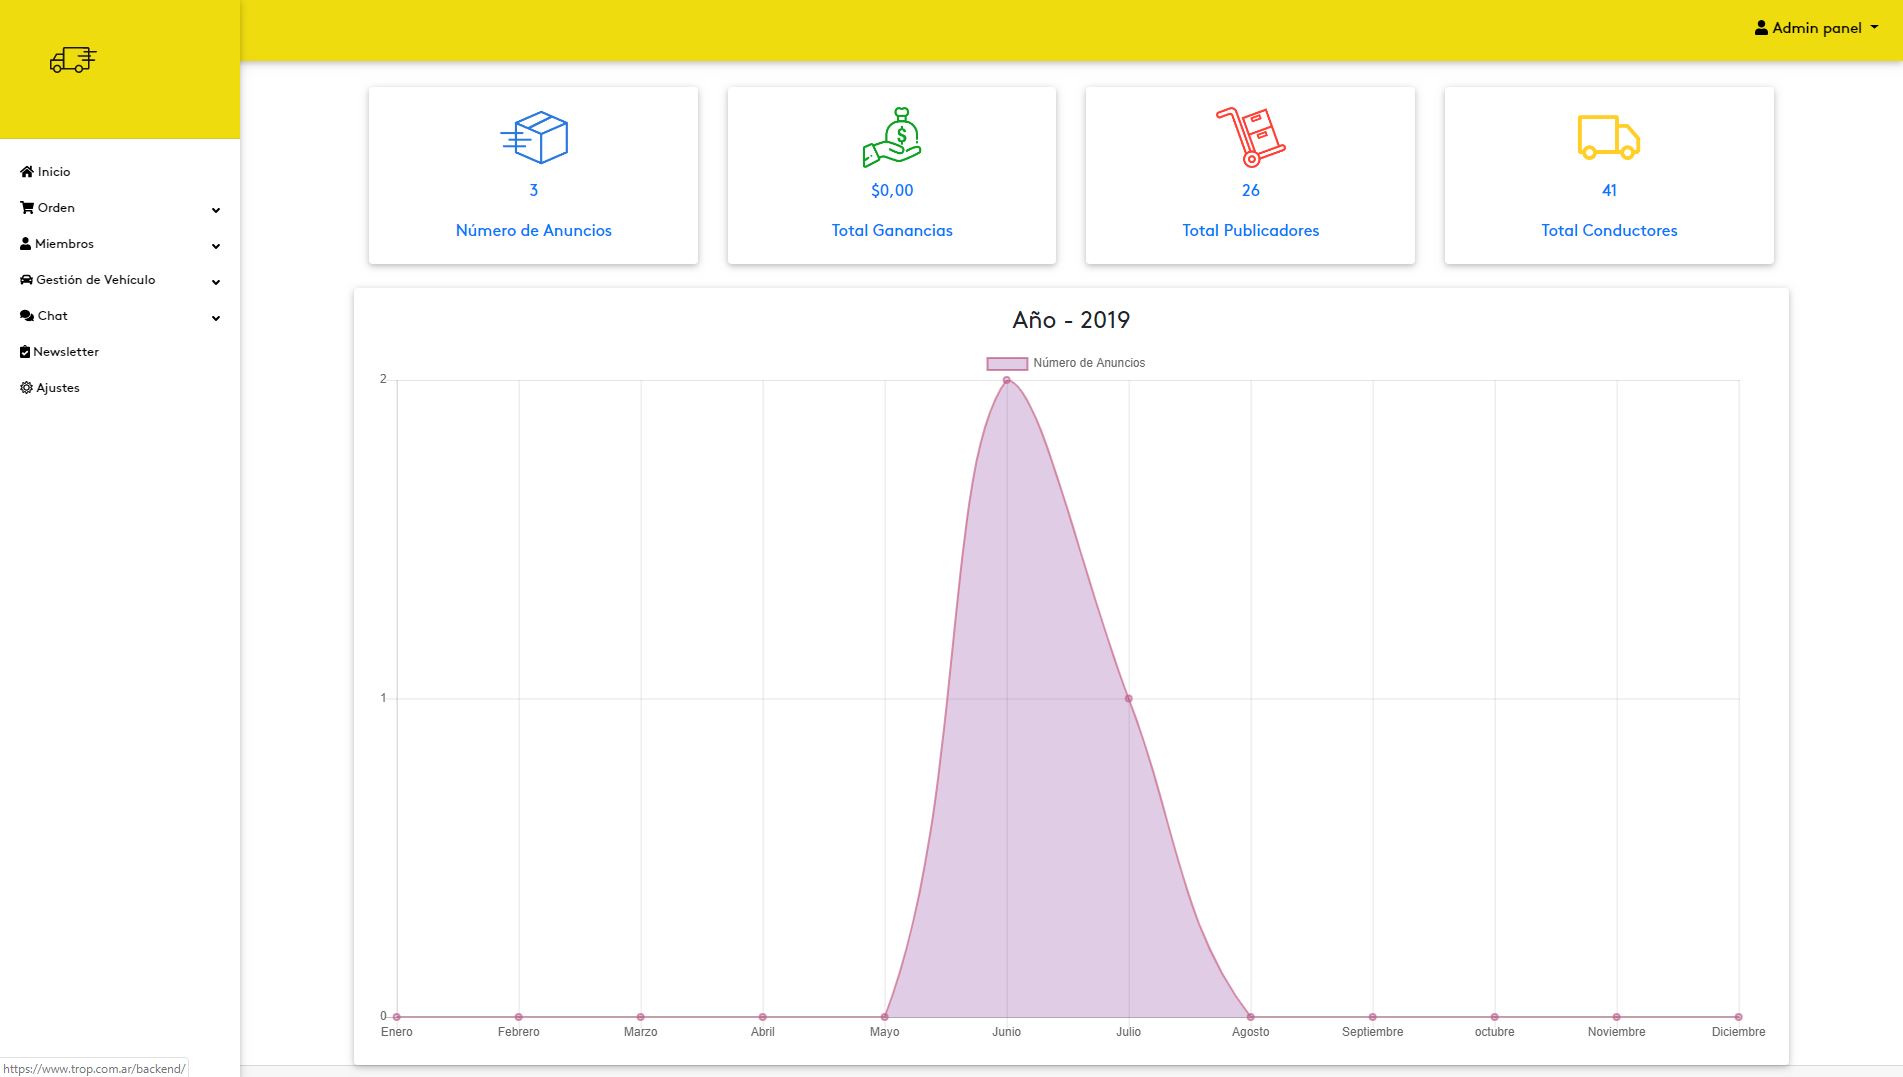 Admin panel
Inicio
Orden
Miembros
Gestión de Vehículo
Chat
Newsletter
Ajustes
3
Número de Anuncios
$0,00
Total Ganancias
26
Total Publicadores
41
Total Conductores
Año - 2019
Número de Anuncios
2
1
0
Enero Febrero Marzo Abril Mayo Junio Julio Agosto Septiembre octubre Noviembre Diciembre
https://www.trop.com.ar/backend/